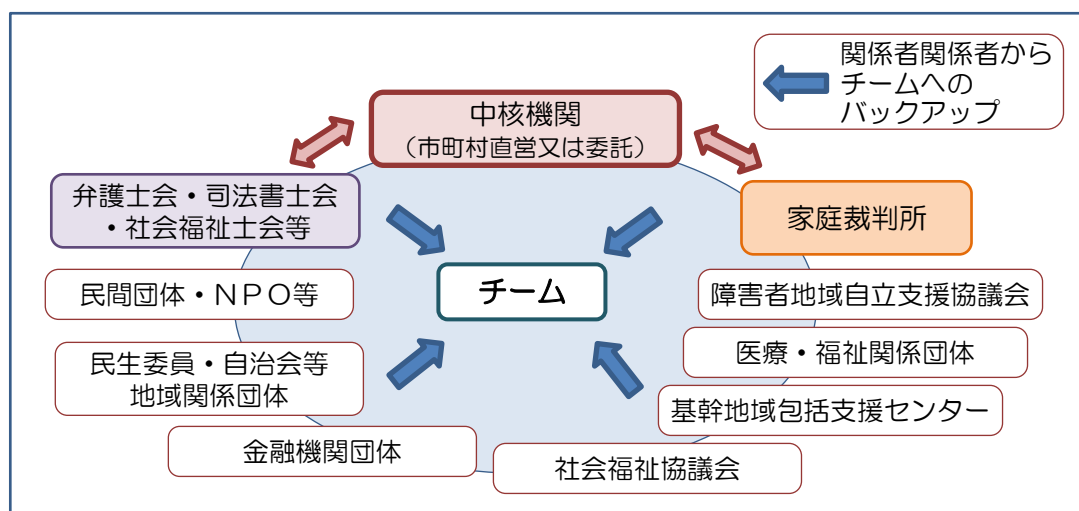 関係者関係者から
チームへの
バックアップ
中核機関
（市町村直営又は委託）
弁護士会・司法書士会
・社会福祉士会等
家庭裁判所
チーム
民間団体・ＮＰＯ等
障害者地域自立支援協議会
民生委員・自治会等
地域関係団体
医療・福祉関係団体
基幹地域包括支援センター
金融機関団体
社会福祉協議会